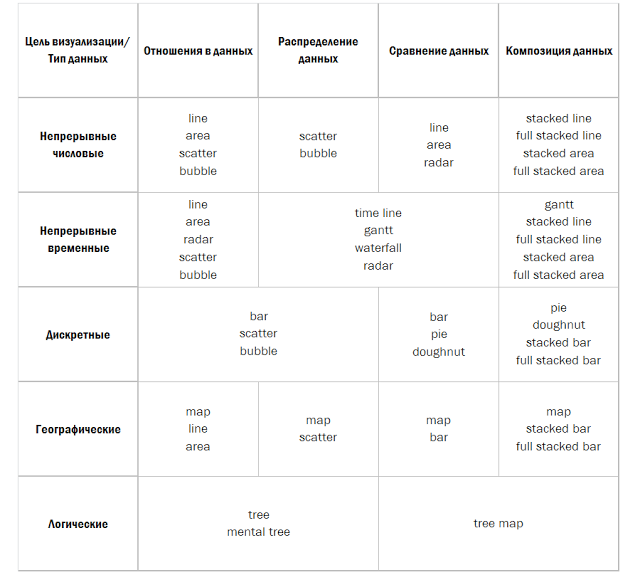 Цель визуализации/
Тип данных
Отношения в данных
Распределение
данных
Сравнение данных
Композиция данных
Непрерывные
числовые
line
area
scatter
bubble
scatter
bubble
line
area
radar
stacked line
full stacked line
stacked area
full stacked area
Непрерывные
временные
line
area
radar
scatter
bubble
time line
gantt
waterfall
radar
gantt
stacked line
full stacked line
stacked area
full stacked area
Дискретные
bar
scatter
bubble
bar
pie
doughnut
pie
doughnut
stacked bar
full stacked bar
Географические
map
line
area
map
scatter
map
bar
map
stacked bar
full stacked bar
Логические
tree
mental tree
tree map